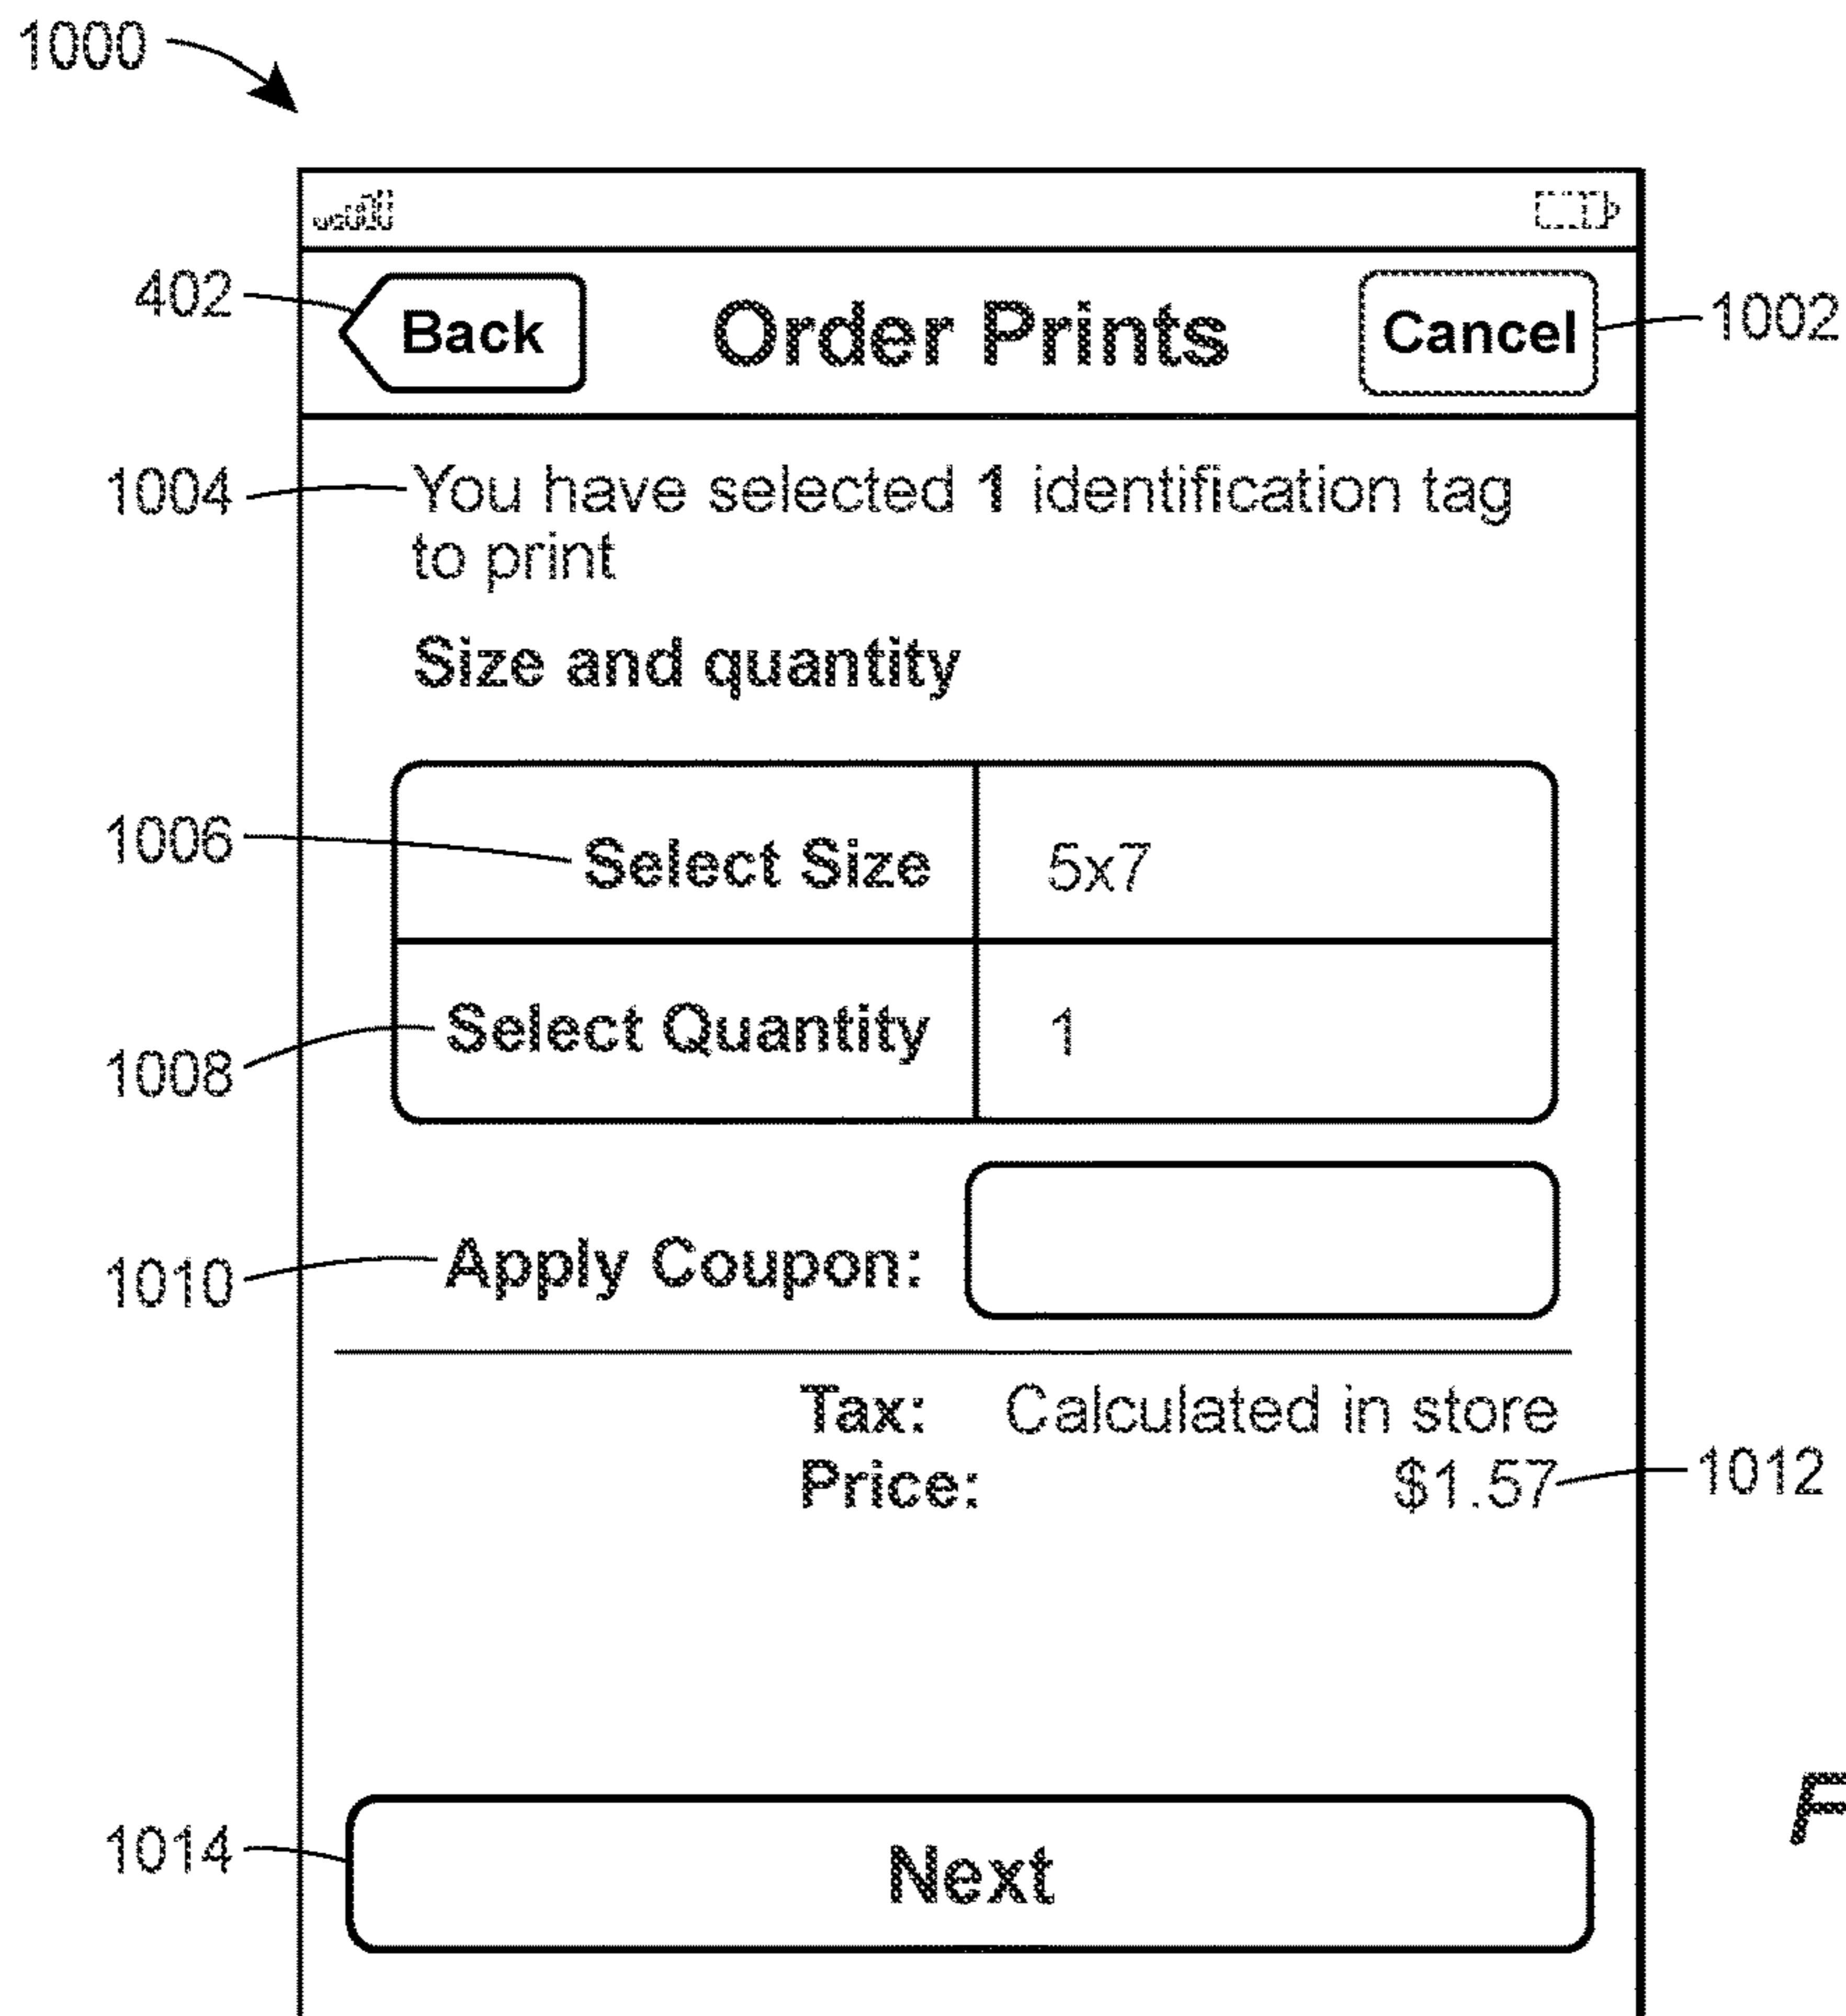 1000
402 Back Order Prints Cancel 1002
1004 You have selected 1 identification tag
to print
Size and quantity
1006 Select Size 5x7
Select Quantity 1
1008
1010 Apply Coupon:
Tax: Calculated in store
Price: $1.57 1012
F
1014 Next